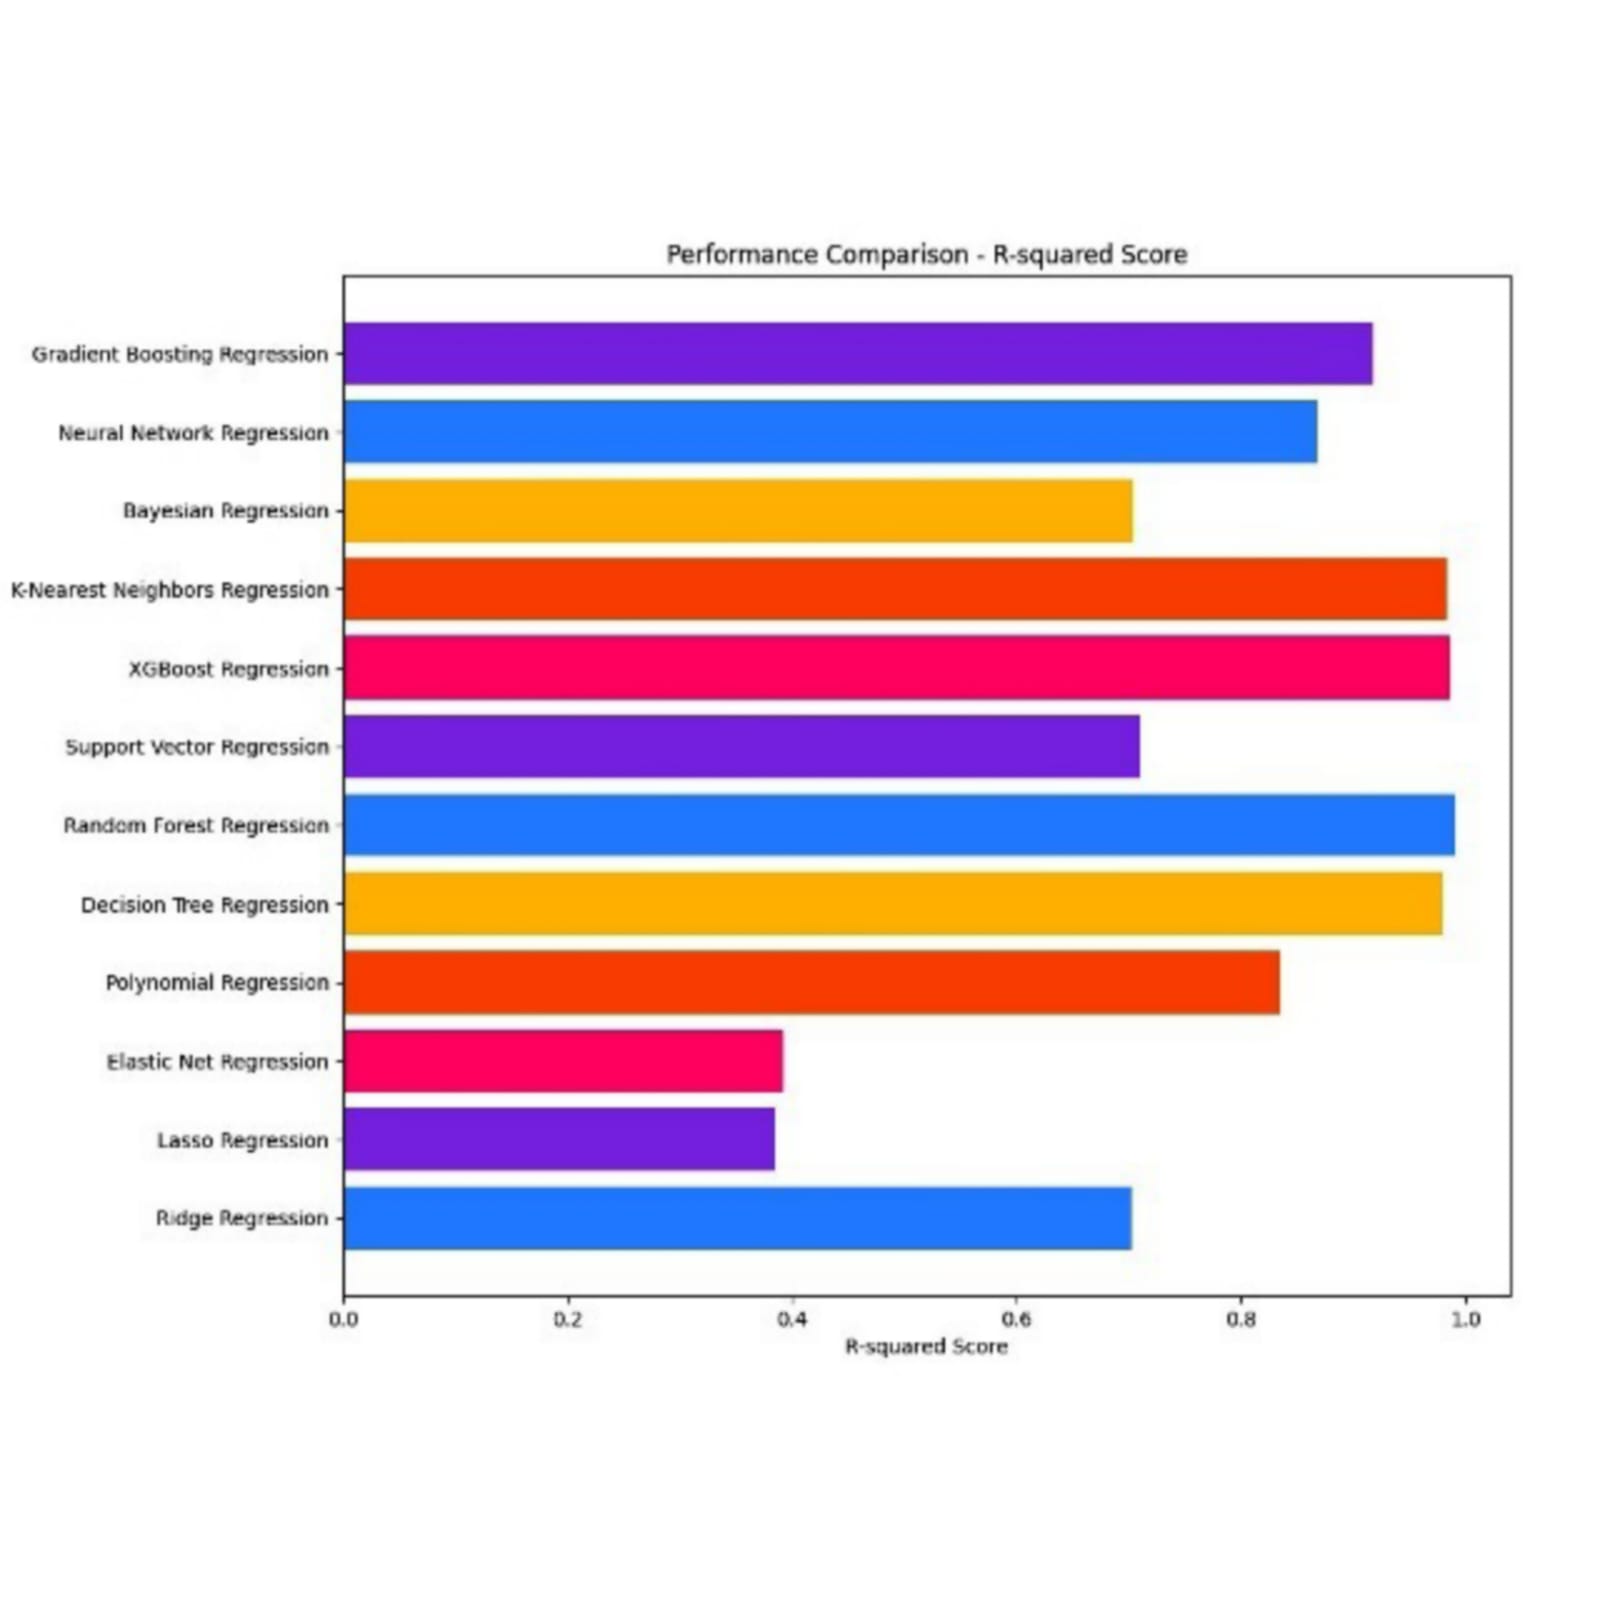 Performance Comparison - R-squared Score
Gradient Boosting Regression
Neural Network Regression
Bayesian Regression
K-Nearest Neighbors Regression
XGBoost Regression
Support Vector Regression
Random Forest Regression
Decision Tree Regression
Polynomial Regression
Elastic Net Regression
Lasso Regression
Ridge Regression
0.0 0.2 0.4 0.6 0.8 1.0
R-squared Score